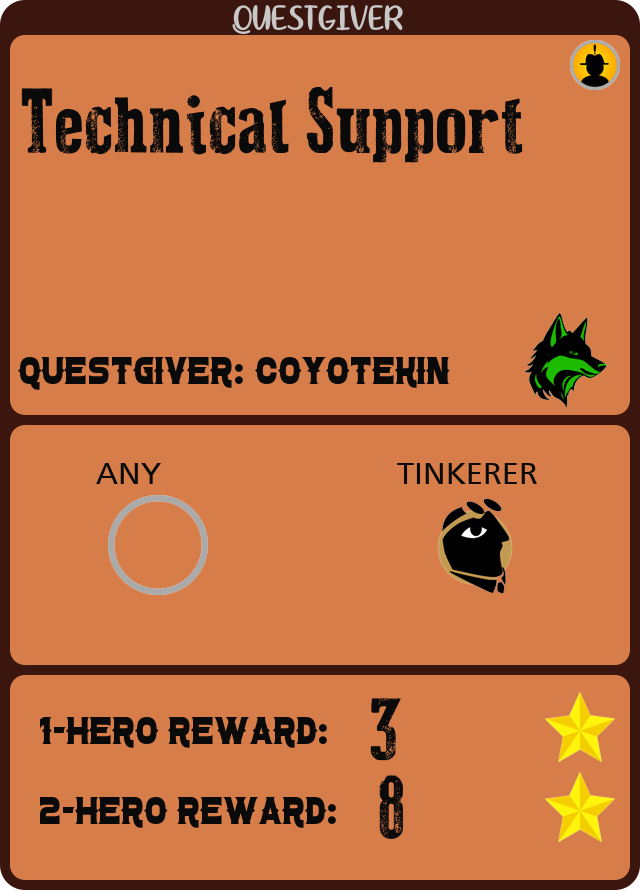 QUESTGIVER
Technical Support
QUESTGIVER: COYOTEKIN
ANY TINKERER
1-HERO REWARD: 3
2-HERO REWARD: 8